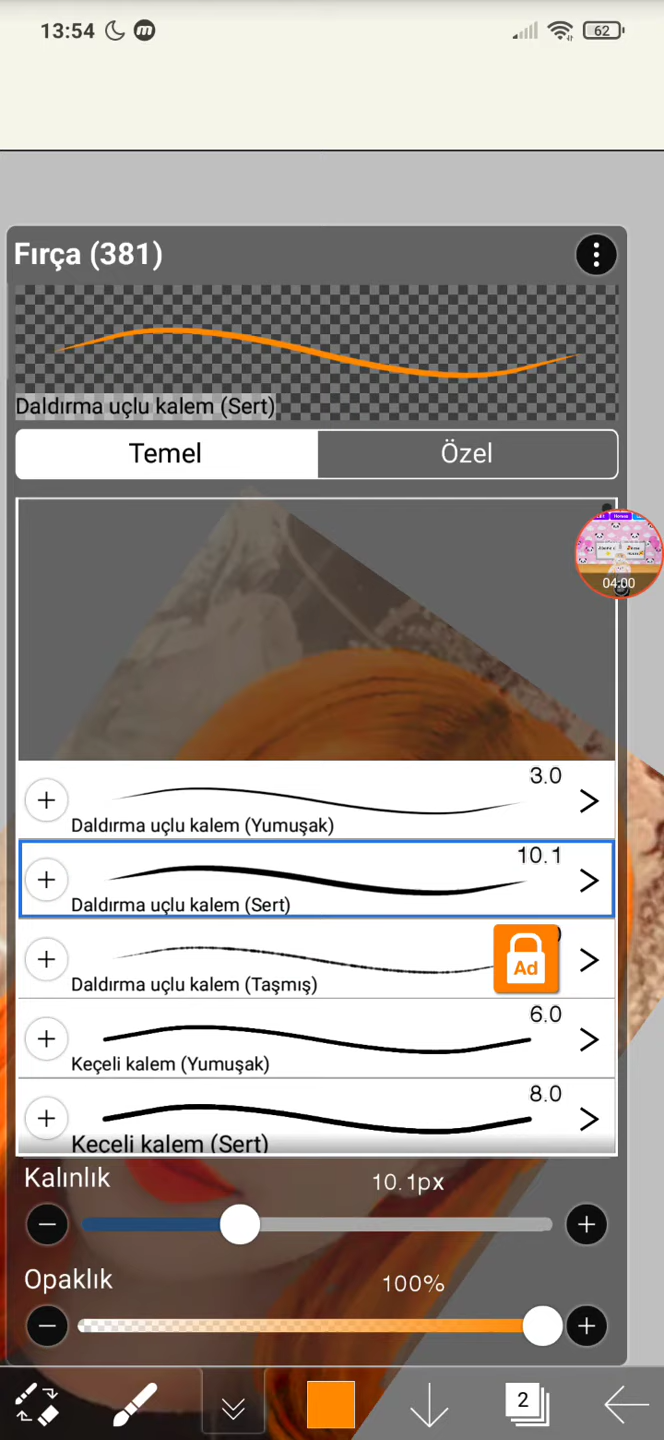 13:54
62
Fırça (381)
Daldırma uçlu kalem (Sert)
Temel
Özel
04:00
3.0
Daldırma uçlu kalem (Yumuşak)
10.1
Daldırma uçlu kalem (Sert)
Ad
Daldırma uçlu kalem (Taşmış)
6.0
Keçeli kalem (Yumuşak)
8.0
Keçeli kalem (Sert)
Kalınlık
10.1px
Opaklık
100%
2